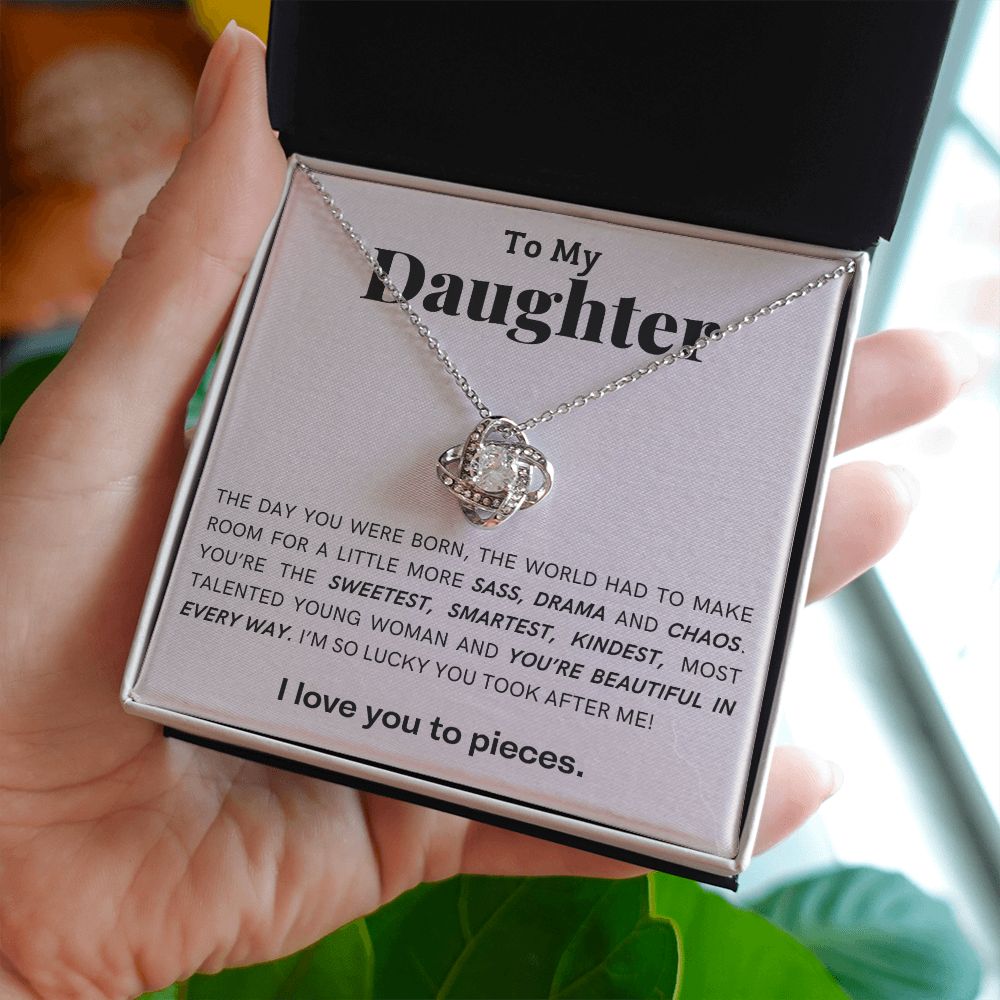 To My
Daughter
THE DAY YOU WERE BORN, THE WORLD HAD TO MAKE
ROOM FOR A LITTLE MORE SASS, DRAMA AND CHAOS.
YOU'RE THE SWEETEST, SMARTEST, KINDEST, MOST
TALENTED YOUNG WOMAN AND YOU'RE BEAUTIFUL IN
EVERY WAY. I'M SO LUCKY YOU TOOK AFTER ME!
I love you to pieces.